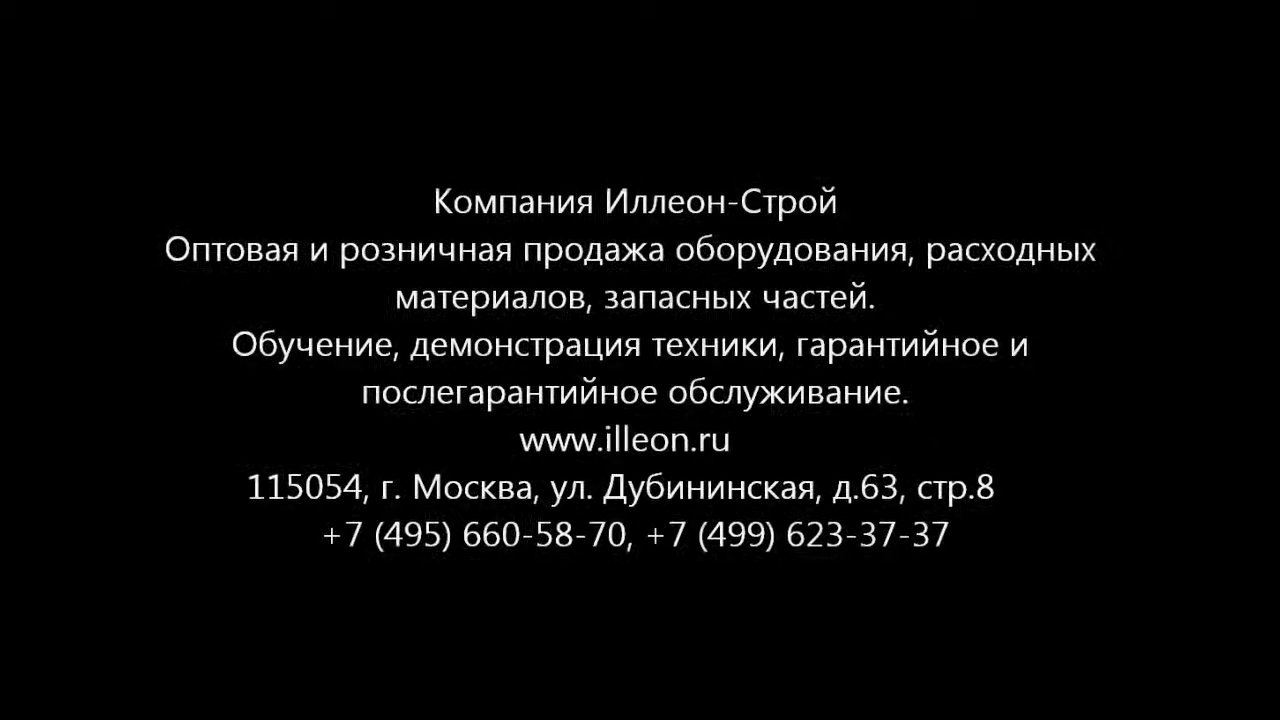 Компания Иллеон-Строй
Оптовая и розничная продажа оборудования, расходных
материалов, запасных частей.
Обучение, демонстрация техники, гарантийное и
послегарантийное обслуживание.
www.illeon.ru
115054, г. Москва, ул. Дубининская, д.63, стр.8
+7 (495) 660-58-70, +7 (499) 623-37-37